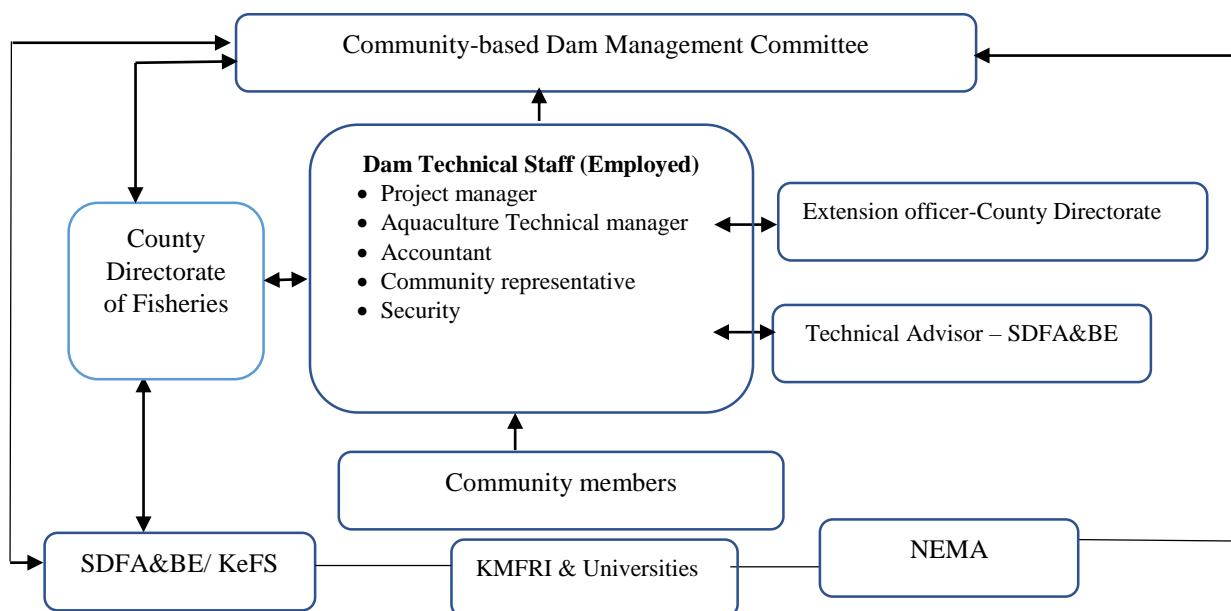 Community-based Dam Management Committee
Dam Technical Staff (Employed)
• Project manager
• Aquaculture Technical manager
• Accountant
• Community representative
• Security
County
Directorate
of Fisheries
Extension officer-County Directorate
Technical Advisor – SDFA&BE
Community members
SDFA&BE/ KeFS
KMFRI & Universities
NEMA